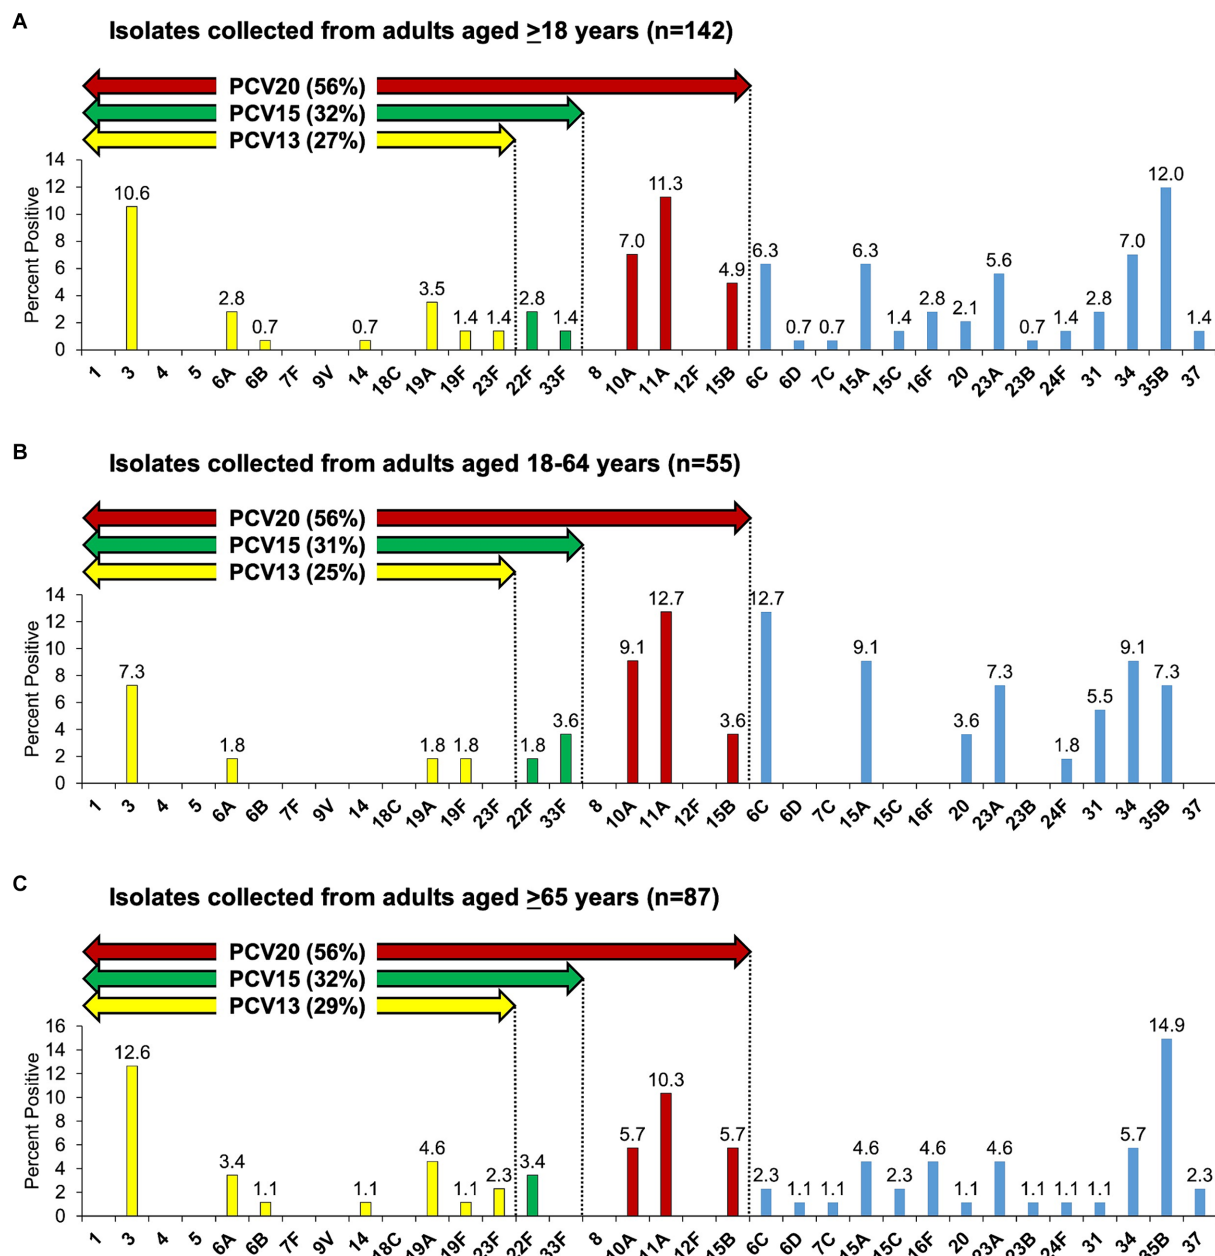 A
Isolates collected from adults aged ≥18 years (n=142)
PCV20 (56%)
PCV15 (32%)
PCV13 (27%)
Percent Positive
14
12
10
8
6
4
2
0
10.6 2.8 0.7 0.7 3.5 1.4 1.4 2.8 1.4 7.0 11.3 4.9 6.3 0.7 0.7 6.3 1.4 2.8 2.1 5.6 0.7 1.4 2.8 7.0 12.0 1.4
1 3 4 5 6A 6B 7F 9V 14 18C 19A 19F 23F 22F 33F 8 10A 11A 12F 15B 6C 6D 7C 15A 15C 16F 20 23A 23B 24F 31 34 35B 37
B
Isolates collected from adults aged 18-64 years (n=55)
PCV20 (56%)
PCV15 (31%)
PCV13 (25%)
Percent Positive
14
12
10
8
6
4
2
0
7.3 1.8 1.8 1.8 1.8 3.6 9.1 12.7 3.6 12.7 9.1 3.6 7.3 1.8 5.5 9.1 7.3
1 3 4 5 6A 6B 7F 9V 14 18C 19A 19F 23F 22F 33F 8 10A 11A 12F 15B 6C 6D 7C 15A 15C 16F 20 23A 23B 24F 31 34 35B 37
C
Isolates collected from adults aged ≥65 years (n=87)
PCV20 (56%)
PCV15 (32%)
PCV13 (29%)
Percent Positive
16
14
12
10
8
6
4
2
0
12.6 3.4 1.1 1.1 4.6 1.1 2.3 3.4 5.7 10.3 5.7 2.3 1.1 1.1 4.6 2.3 4.6 1.1 4.6 1.1 1.1 1.1 5.7 14.9 2.3
1 3 4 5 6A 6B 7F 9V 14 18C 19A 19F 23F 22F 33F 8 10A 11A 12F 15B 6C 6D 7C 15A 15C 16F 20 23A 23B 24F 31 34 35B 37